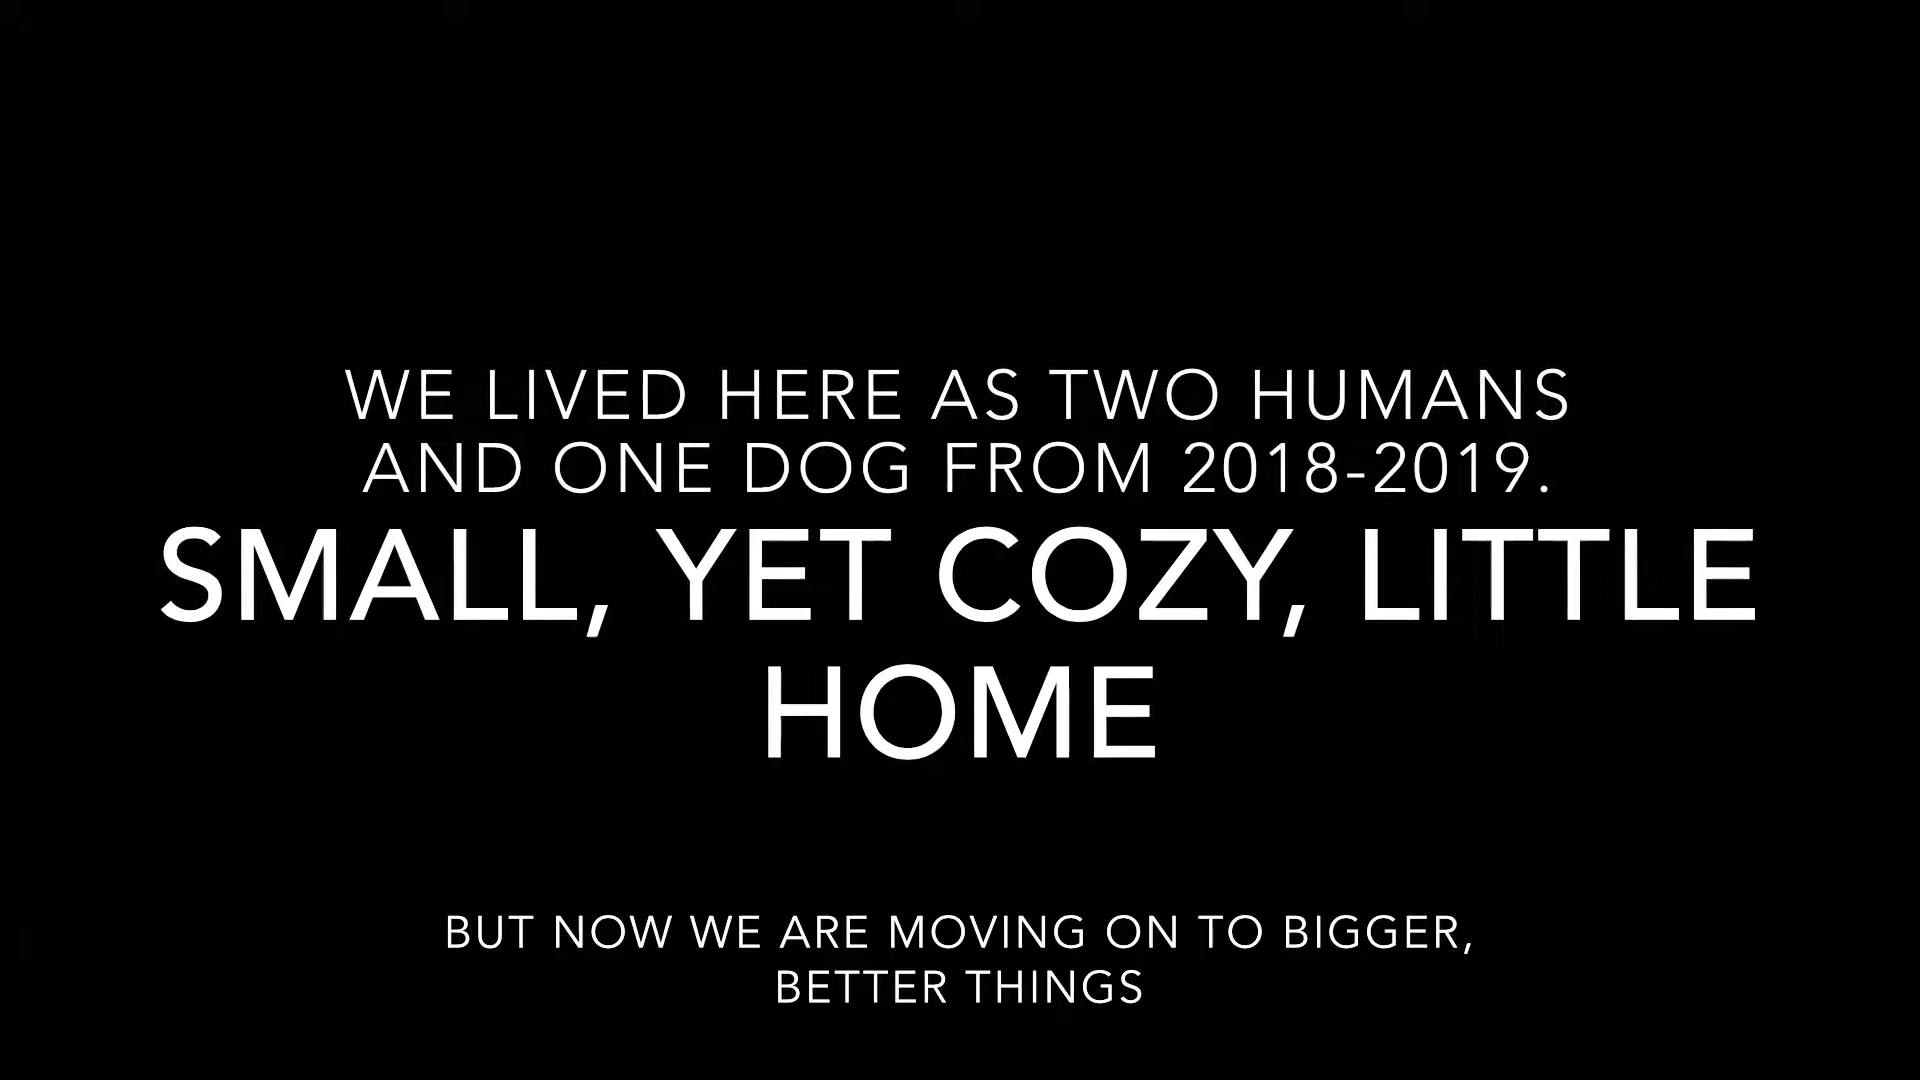 WE LIVED HERE AS TWO HUMANS
AND ONE DOG FROM 2018-2019.
SMALL, YET COZY, LITTLE
HOME
BUT NOW WE ARE MOVING ON TO BIGGER,
BETTER THINGS